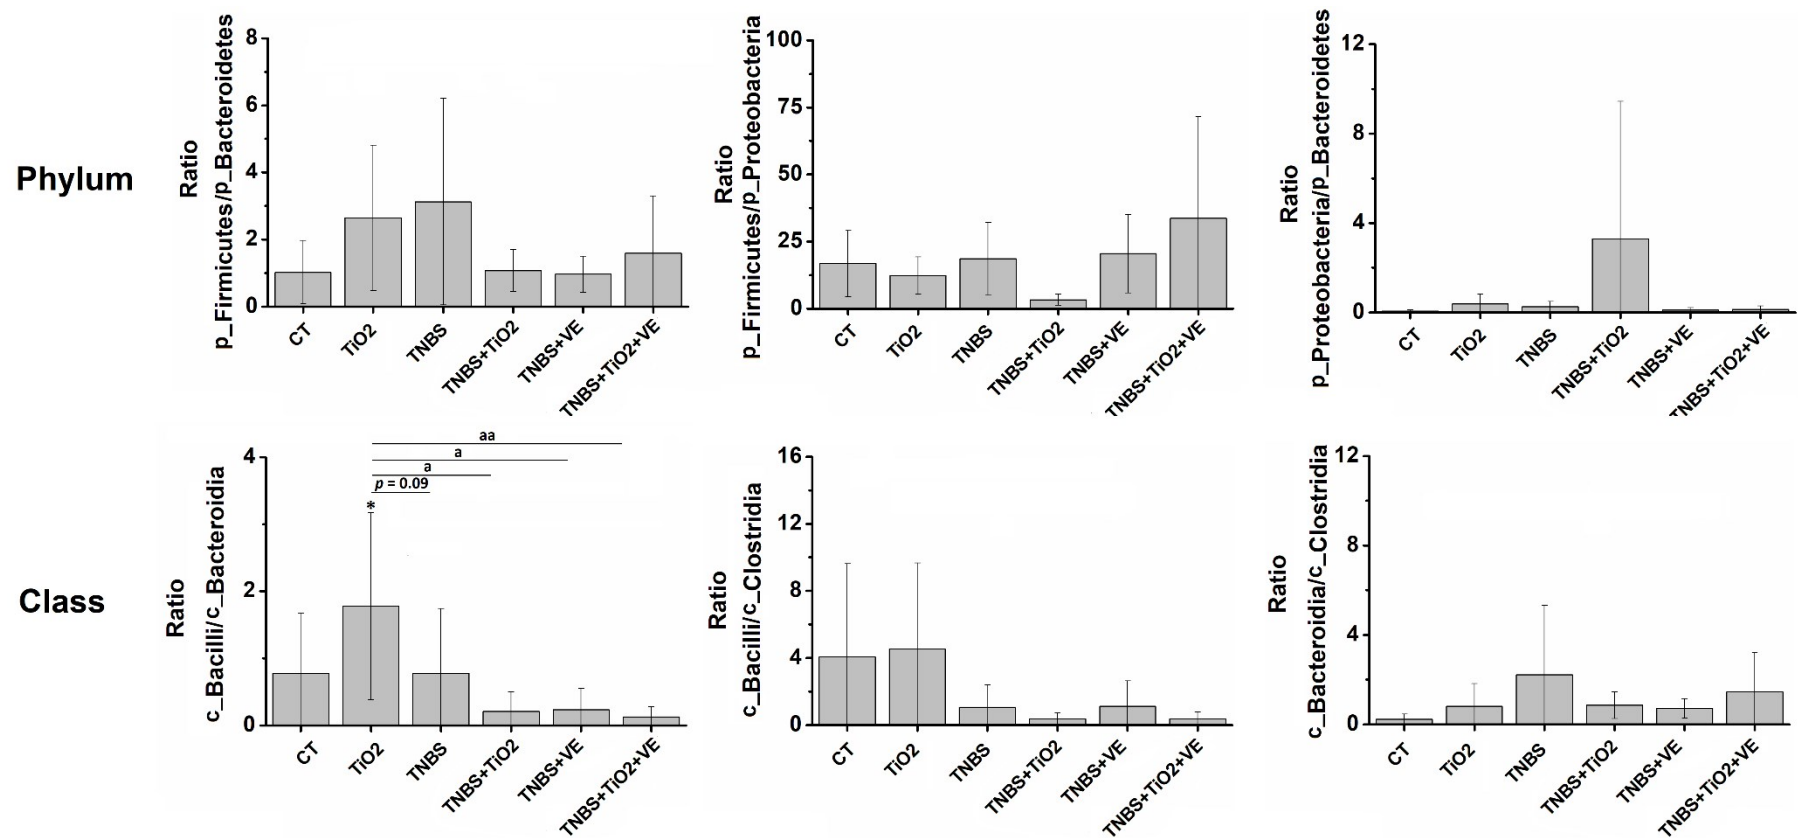 Phylum
Ratio
p_Firmicutes/p_Bacteroidetes
8
6
4
2
0
CT
TiO2
TNBS
TNBS+TiO2
TNBS+VE
TNBS+TiO2+VE
Ratio
p_Firmicutes/p_Proteobacteria
100
75
50
25
0
CT
TiO2
TNBS
TNBS+TiO2
TNBS+VE
TNBS+TiO2+VE
Ratio
p_Proteobacteria/p_Bacteroidetes
12
8
4
0
CT
TiO2
TNBS
TNBS+TiO2
TNBS+VE
TNBS+TiO2+VE
Class
Ratio
c_Bacilli/c_Bacteroidia
4
2
0
aa
a
a
p = 0.09
*
CT
TiO2
TNBS
TNBS+TiO2
TNBS+VE
TNBS+TiO2+VE
Ratio
c_Bacilli/c_Clostridia
16
12
8
4
0
CT
TiO2
TNBS
TNBS+TiO2
TNBS+VE
TNBS+TiO2+VE
Ratio
c_Bacteroidia/c_Clostridia
12
8
4
0
CT
TiO2
TNBS
TNBS+TiO2
TNBS+VE
TNBS+TiO2+VE